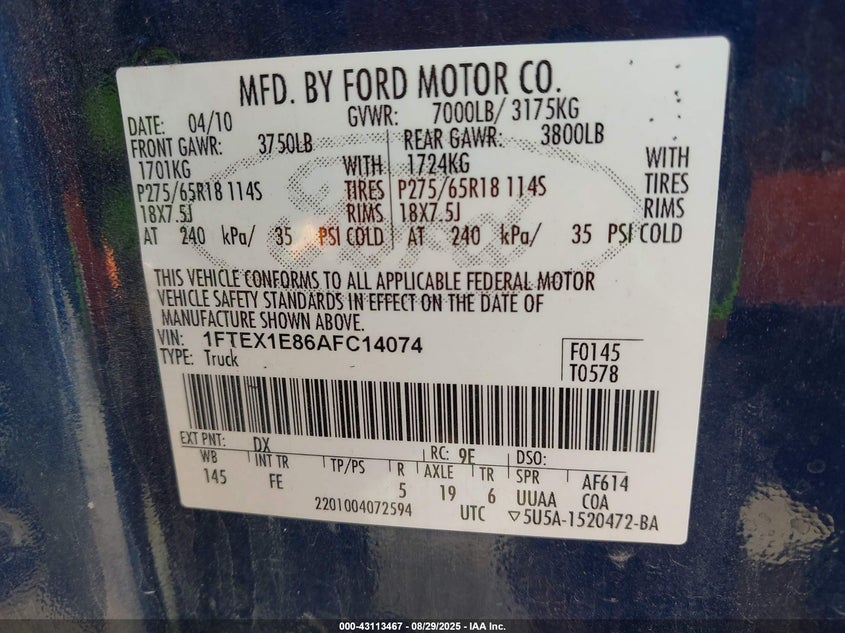 MFD. BY FORD MOTOR CO.
DATE: 04/10 GVWR: 7000LB/ 3175KG
FRONT GAWR: 3750LB REAR GAWR: 3800LB
1701KG WITH 1724KG WITH
P275/65R18 114S TIRES P275/65R18 114S TIRES
18X7.5J RIMS 18X7.5J RIMS
AT 240 kPa/ 35 PSI COLD AT 240 kPa/ 35 PSI COLD
Ford
THIS VEHICLE CONFORMS TO ALL APPLICABLE FEDERAL MOTOR
VEHICLE SAFETY STANDARDS IN EFFECT ON THE DATE OF
MANUFACTURE SHOWN ABOVE.
VIN: 1FTEX1E86AFC14074 F0145
TYPE: Truck T0578
EXT PNT: DX RC: 9E DSO:
WB INT TR TP/PS R AXLE TR SPR AF614
145 FE 5 19 6 UUAA COA
2201004072594 UTC ▽5U5A-1520472-BA
000-43113467 - 08/29/2025 - IAA Inc.